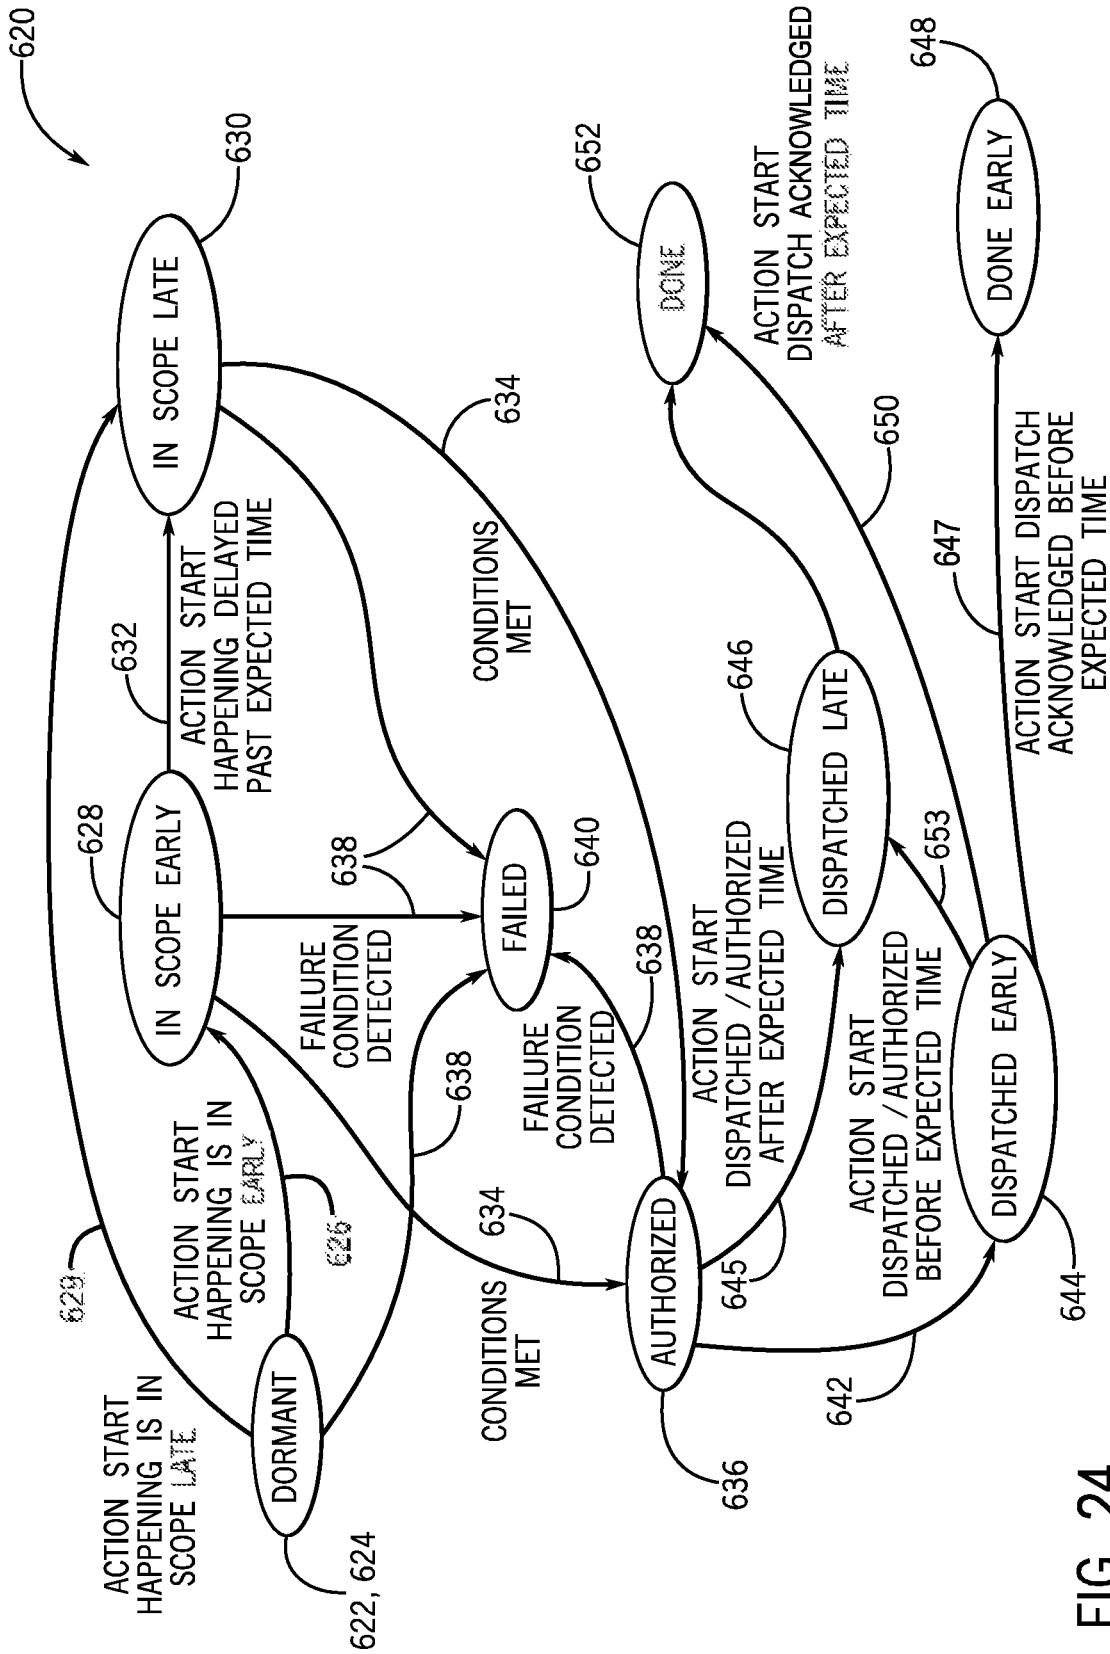 620
ACTION START
HAPPENING IS IN
SCOPE LATE
629
628
IN SCOPE EARLY
632
ACTION START
HAPPENING DELAYED
PAST EXPECTED TIME
IN SCOPE LATE
630
ACTION START
HAPPENING IS IN
SCOPE EARLY
626
DORMANT
622, 624
FAILURE
CONDITION
DETECTED
638
638
FAILED
640
634
CONDITIONS
MET
CONDITIONS
MET
634
FAILURE
CONDITION
DETECTED
638
AUTHORIZED
636
ACTION START
DISPATCHED / AUTHORIZED
AFTER EXPECTED TIME
645
646
DISPATCHED LATE
652
DONE
ACTION START
DISPATCH ACKNOWLEDGED
AFTER EXPECTED TIME
650
642
ACTION START
DISPATCHED / AUTHORIZED
BEFORE EXPECTED TIME
653
DISPATCHED EARLY
644
647
ACTION START DISPATCH
ACKNOWLEDGED BEFORE
EXPECTED TIME
DONE EARLY
648
FIG. 24